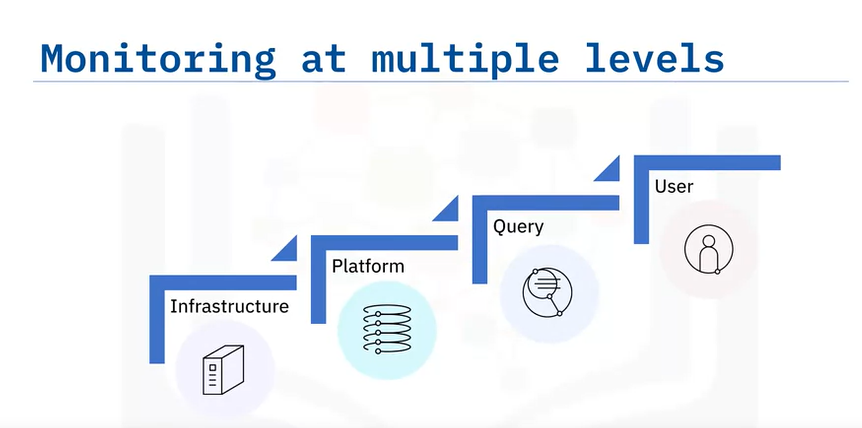 Monitoring at multiple levels
User
Query
Platform
Infrastructure